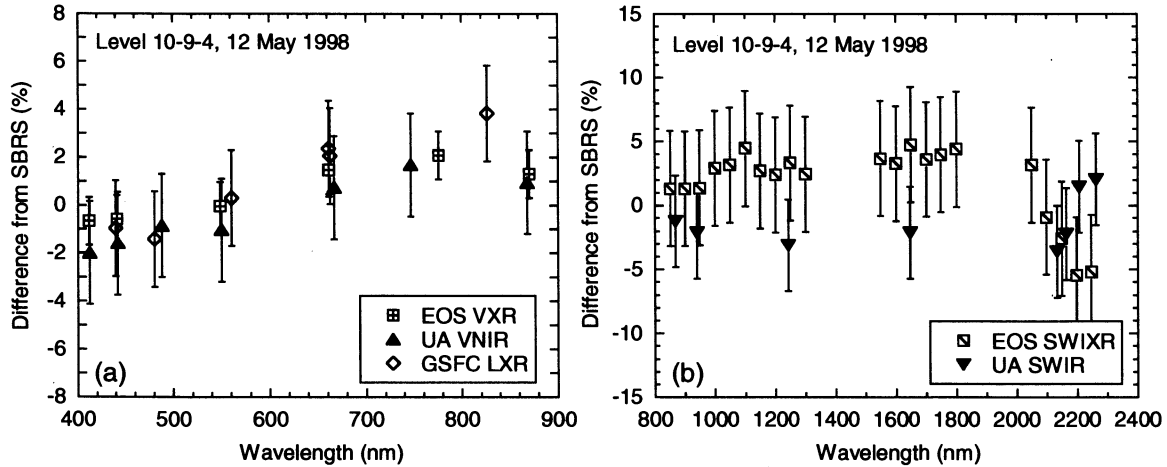 Level 10-9-4, 12 May 1998
Difference from SBRS (%)
8
6
4
2
0
-2
-4
-6
-8
EOS VXR
UA VNIR
GSFC LXR
(a)
400 500 600 700 800 900
Wavelength (nm)
Level 10-9-4, 12 May 1998
Difference from SBRS (%)
15
10
5
0
-5
-10
-15
EOS SWIXR
UA SWIR
(b)
800 1000 1200 1400 1600 1800 2000 2200 2400
Wavelength (nm)